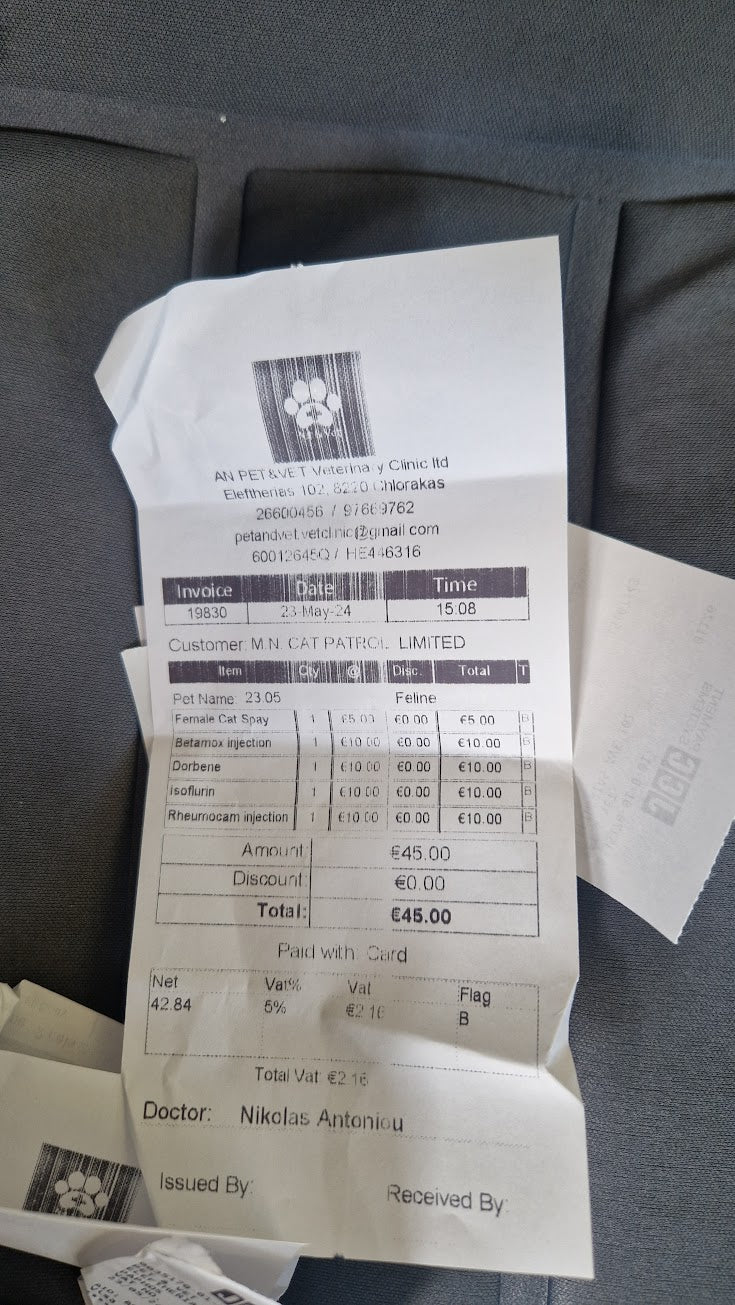 AN PET&VET Veterinary Clinic ltd
Eleftherias 102, 8220 Chlorakas
26600456 / 97669762
petandvet.vetclinic@gmail.com
60012645Q / HE446316
Invoice Date Time
19830 23-May-24 15:08
Customer: M.N. CAT PATROL LIMITED
Item Qty @ Disc. Total T
Pet Name: 23.05 Feline
Female Cat Spay 1 €5.00 €0.00 €5.00 B
Betamox injection 1 €10.00 €0.00 €10.00 B
Dorbene 1 €10.00 €0.00 €10.00 B
Isoflurin 1 €10.00 €0.00 €10.00 B
Rheumocam injection 1 €10.00 €0.00 €10.00 B
Amount: €45.00
Discount: €0.00
Total: €45.00
Paid with: Card
Net Vat% Vat Flag
42.84 5% €2.16 B
Total Vat: €2.16
Doctor: Nikolas Antoniou
Issued By: Received By:
JCC